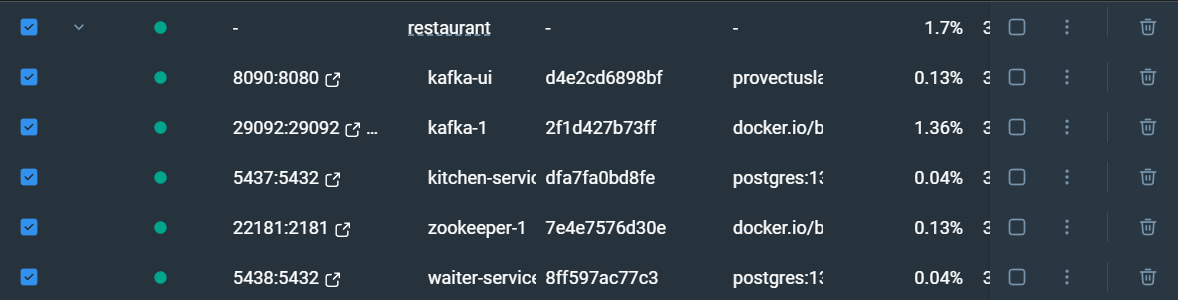 - restaurant - - 1.7% 3
8090:8080 kafka-ui d4e2cd6898bf provectusla 0.13% 3
29092:29092 ... kafka-1 2f1d427b73ff docker.io/b 1.36% 3
5437:5432 kitchen-servic dfa7fa0bd8fe postgres:13 0.04% 3
22181:2181 zookeeper-1 7e4e7576d30e docker.io/b 0.13% 3
5438:5432 waiter-service 8ff597ac77c3 postgres:13 0.04% 3